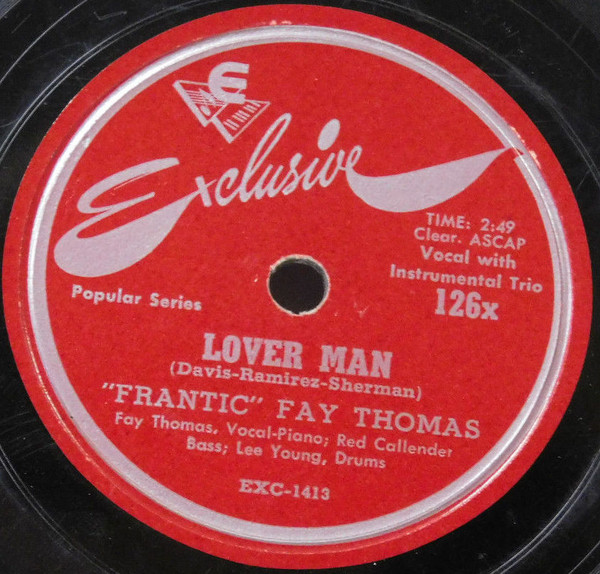 E
Exclusive
TIME: 2:49
Clear. ASCAP
Vocal with
Instrumental Trio
126x
Popular Series
LOVER MAN
(Davis-Ramirez-Sherman)
"FRANTIC" FAY THOMAS
Fay Thomas, Vocal-Piano; Red Callender
Bass; Lee Young, Drums
EXC-1413